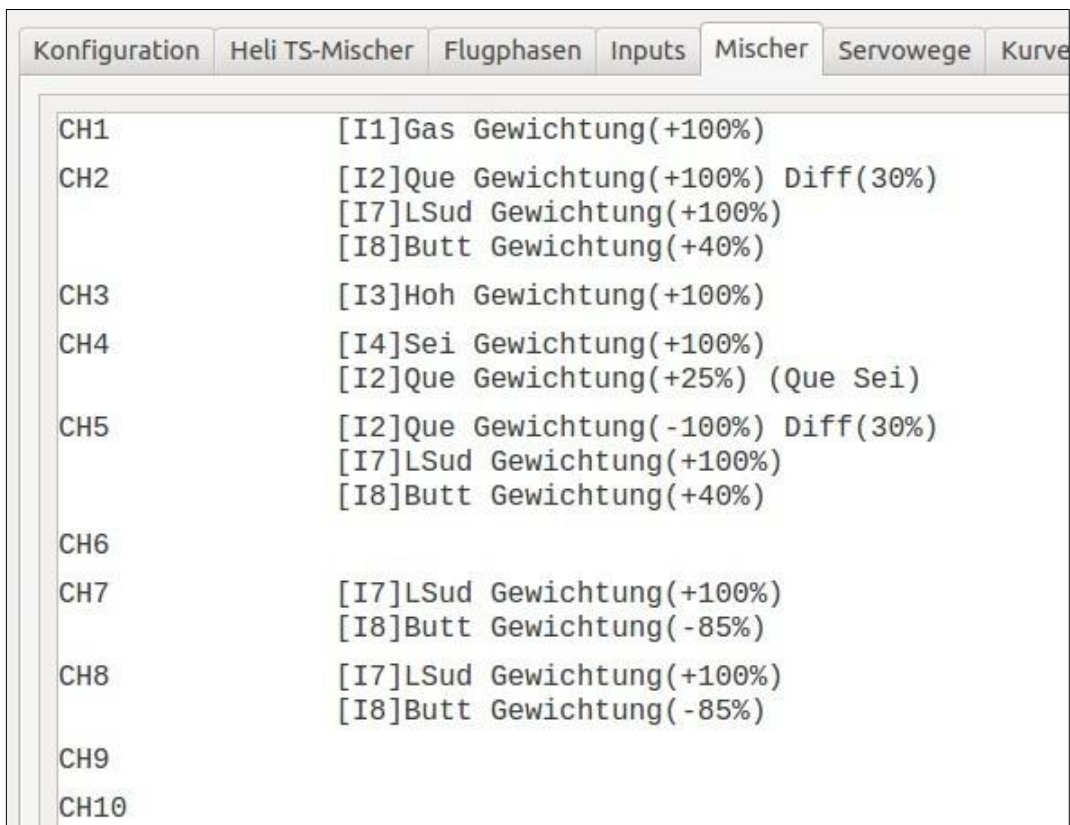 Konfiguration Heli TS-Mischer Flugphasen Inputs Mischer Servowege Kurve
CH1 [I1]Gas Gewichtung(+100%)
CH2 [I2]Que Gewichtung(+100%) Diff(30%)
[I7]LSud Gewichtung(+100%)
[I8]Butt Gewichtung(+40%)
CH3 [I3]Hoh Gewichtung(+100%)
CH4 [I4]Sei Gewichtung(+100%)
[I2]Que Gewichtung(+25%) (Que Sei)
CH5 [I2]Que Gewichtung(-100%) Diff(30%)
[I7]LSud Gewichtung(+100%)
[I8]Butt Gewichtung(+40%)
CH6
CH7 [I7]LSud Gewichtung(+100%)
[I8]Butt Gewichtung(-85%)
CH8 [I7]LSud Gewichtung(+100%)
[I8]Butt Gewichtung(-85%)
CH9
CH10